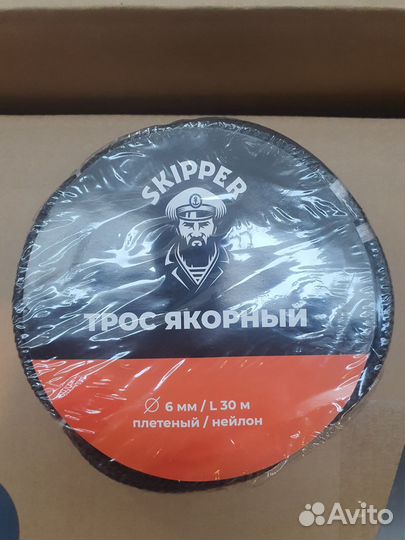 SKIPPER
ТРОС ЯКОРНЫЙ
Ø 6 мм / L 30 м
плетеный / нейлон
Avito